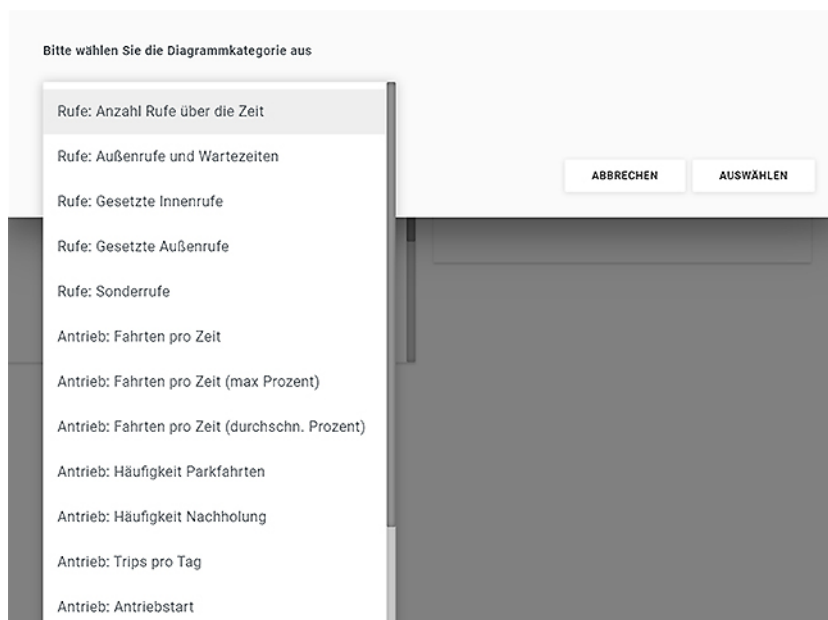 Bitte wählen Sie die Diagrammkategorie aus
Rufe: Anzahl Rufe über die Zeit
Rufe: Außenrufe und Wartezeiten
ABBRECHEN
AUSWÄHLEN
Rufe: Gesetzte Innenrufe
Rufe: Gesetzte Außenrufe
Rufe: Sonderrufe
Antrieb: Fahrten pro Zeit
Antrieb: Fahrten pro Zeit (max Prozent)
Antrieb: Fahrten pro Zeit (durchschn. Prozent)
Antrieb: Häufigkeit Parkfahrten
Antrieb: Häufigkeit Nachholung
Antrieb: Trips pro Tag
Antrieb: Antriebstart